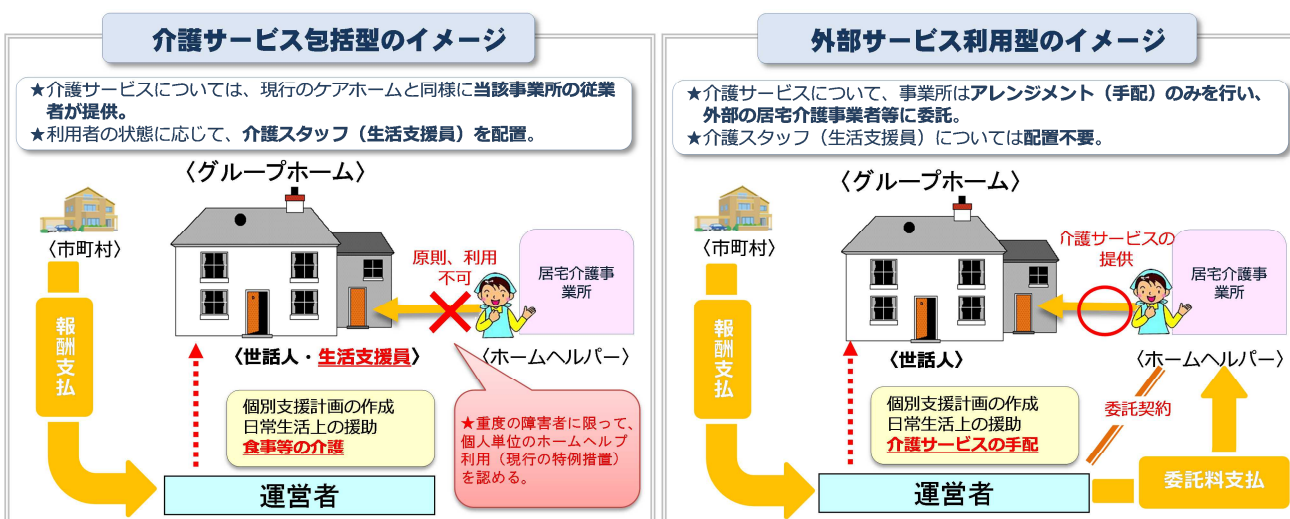 介護サービス包括型のイメージ
★介護サービスについては、現行のケアホームと同様に当該事業所の従業
者が提供。
★利用者の状態に応じて、介護スタッフ（生活支援員）を配置。
〈グループホーム〉
〈市町村〉
原則、利用
不可
居宅介護事
業所
報酬支払
〈世話人・生活支援員〉
〈ホームヘルパー〉
個別支援計画の作成
日常生活上の援助
食事等の介護
★重度の障害者に限って、
個人単位のホームヘルプ
利用（現行の特例措置）
を認める。
運営者
外部サービス利用型のイメージ
★介護サービスについて、事業所はアレンジメント（手配）のみを行い、
外部の居宅介護事業者等に委託。
★介護スタッフ（生活支援員）については配置不要。
〈グループホーム〉
〈市町村〉
介護サービスの
提供
居宅介護事
業所
報酬支払
〈世話人〉
〈ホームヘルパー〉
個別支援計画の作成
日常生活上の援助
介護サービスの手配
委託契約
運営者
委託料支払